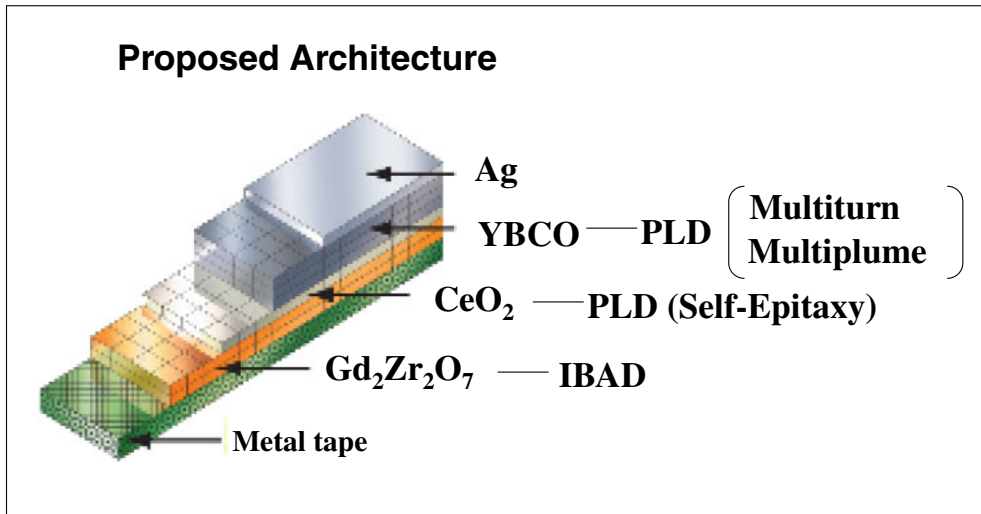 Proposed Architecture
Ag
YBCO — PLD
Multiturn
Multiplume
CeO₂ — PLD (Self-Epitaxy)
Gd₂Zr₂O₇ — IBAD
Metal tape